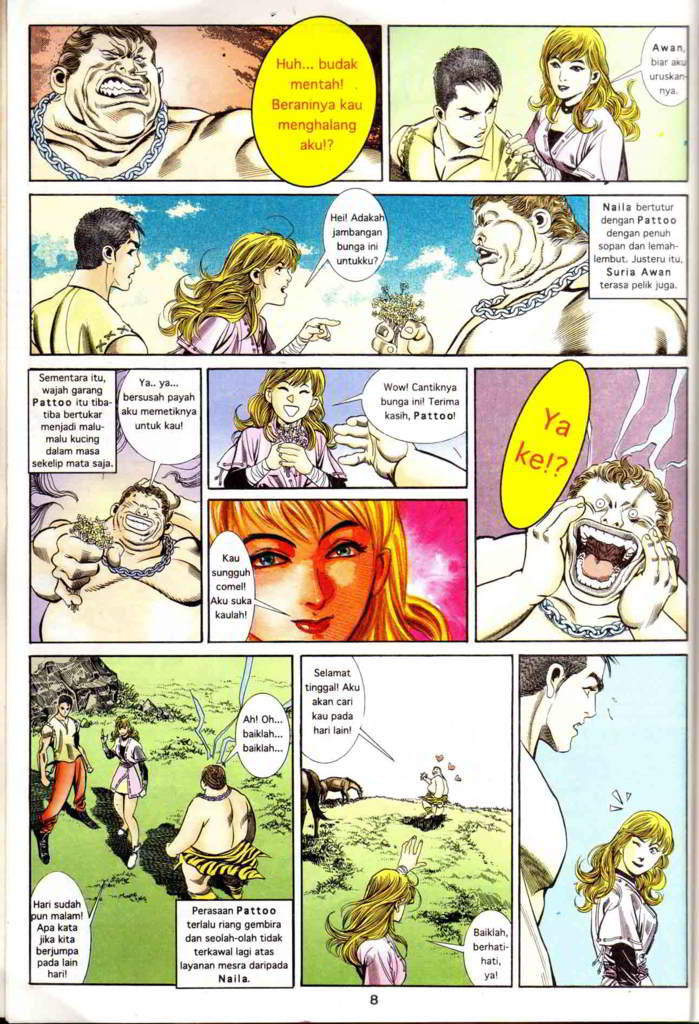 Huh... budak
mentah!
Beraninya kau
menghalang
aku!?
Awan,
biar aku
uruskan-
nya.
Hei! Adakah
jambangan
bunga ini
untukku?
Naila bertutur
dengan Pattoo
dengan penuh
sopan dan lemah-
lembut. Justeru itu,
Suria Awan
terasa pelik juga.
Sementara itu,
wajah garang
Pattoo itu tiba-
tiba bertukar
menjadi malu-
malu kucing
dalam masa
sekelip mata saja.
Ya.. ya...
bersusah payah
aku memetiknya
untuk kau!
Wow! Cantiknya
bunga ini! Terima
kasih, Pattoo!
Kau
sungguh
comel!
Aku suka
kaulah!
Ya
ke!?
Ah! Oh...
baiklah...
baiklah...
Hari sudah
pun malam!
Apa kata
jika kita
berjumpa
pada lain
hari!
Perasaan Pattoo
terlalu riang gembira
dan seolah-olah tidak
terkawal lagi atas
layanan mesra daripada
Naila.
Selamat
tinggal! Aku
akan cari
kau pada
hari lain!
Baiklah,
berhati-
hati,
ya!
8